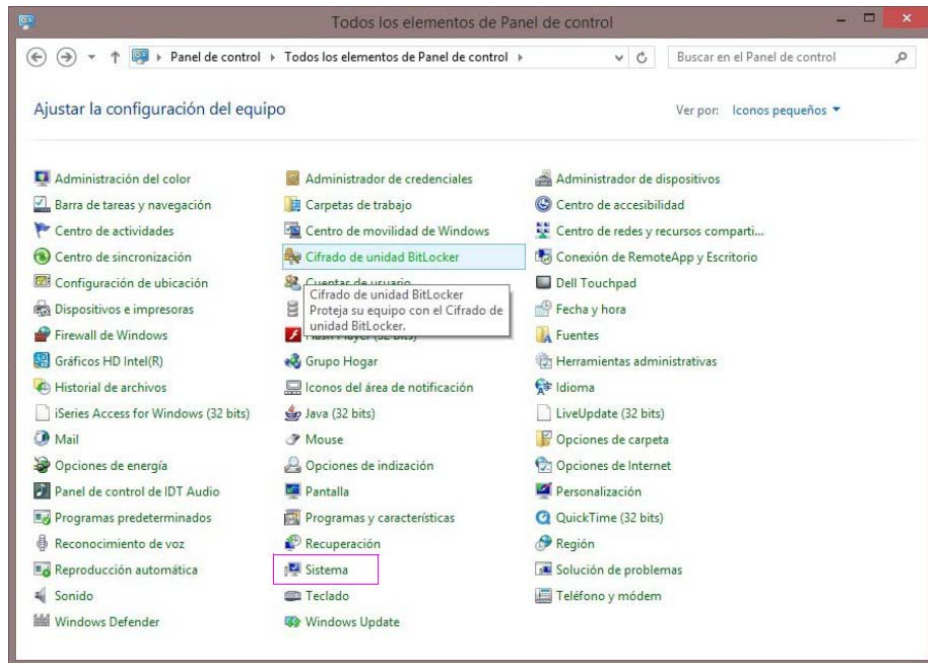 Todos los elementos de Panel de control
Panel de control Todos los elementos de Panel de control
Buscar en el Panel de control
Ajustar la configuración del equipo
Ver por: Iconos pequeños
Administración del color
Administrador de credenciales
Administrador de dispositivos
Barra de tareas y navegación
Carpetas de trabajo
Centro de accesibilidad
Centro de actividades
Centro de movilidad de Windows
Centro de redes y recursos comparti...
Centro de sincronización
Cifrado de unidad BitLocker
Conexión de RemoteApp y Escritorio
Configuración de ubicación
Cuentas de usuario
Dell Touchpad
Cifrado de unidad BitLocker
Proteja su equipo con el Cifrado de
unidad BitLocker.
Dispositivos e impresoras
Fecha y hora
Firewall de Windows
Flash Player (32 bits)
Fuentes
Gráficos HD Intel(R)
Grupo Hogar
Herramientas administrativas
Historial de archivos
Iconos del área de notificación
Idioma
iSeries Access for Windows (32 bits)
Java (32 bits)
LiveUpdate (32 bits)
Mail
Mouse
Opciones de carpeta
Opciones de energía
Opciones de indización
Opciones de Internet
Panel de control de IDT Audio
Pantalla
Personalización
Programas predeterminados
Programas y características
QuickTime (32 bits)
Reconocimiento de voz
Recuperación
Región
Reproducción automática
Sistema
Solución de problemas
Sonido
Teclado
Teléfono y módem
Windows Defender
Windows Update